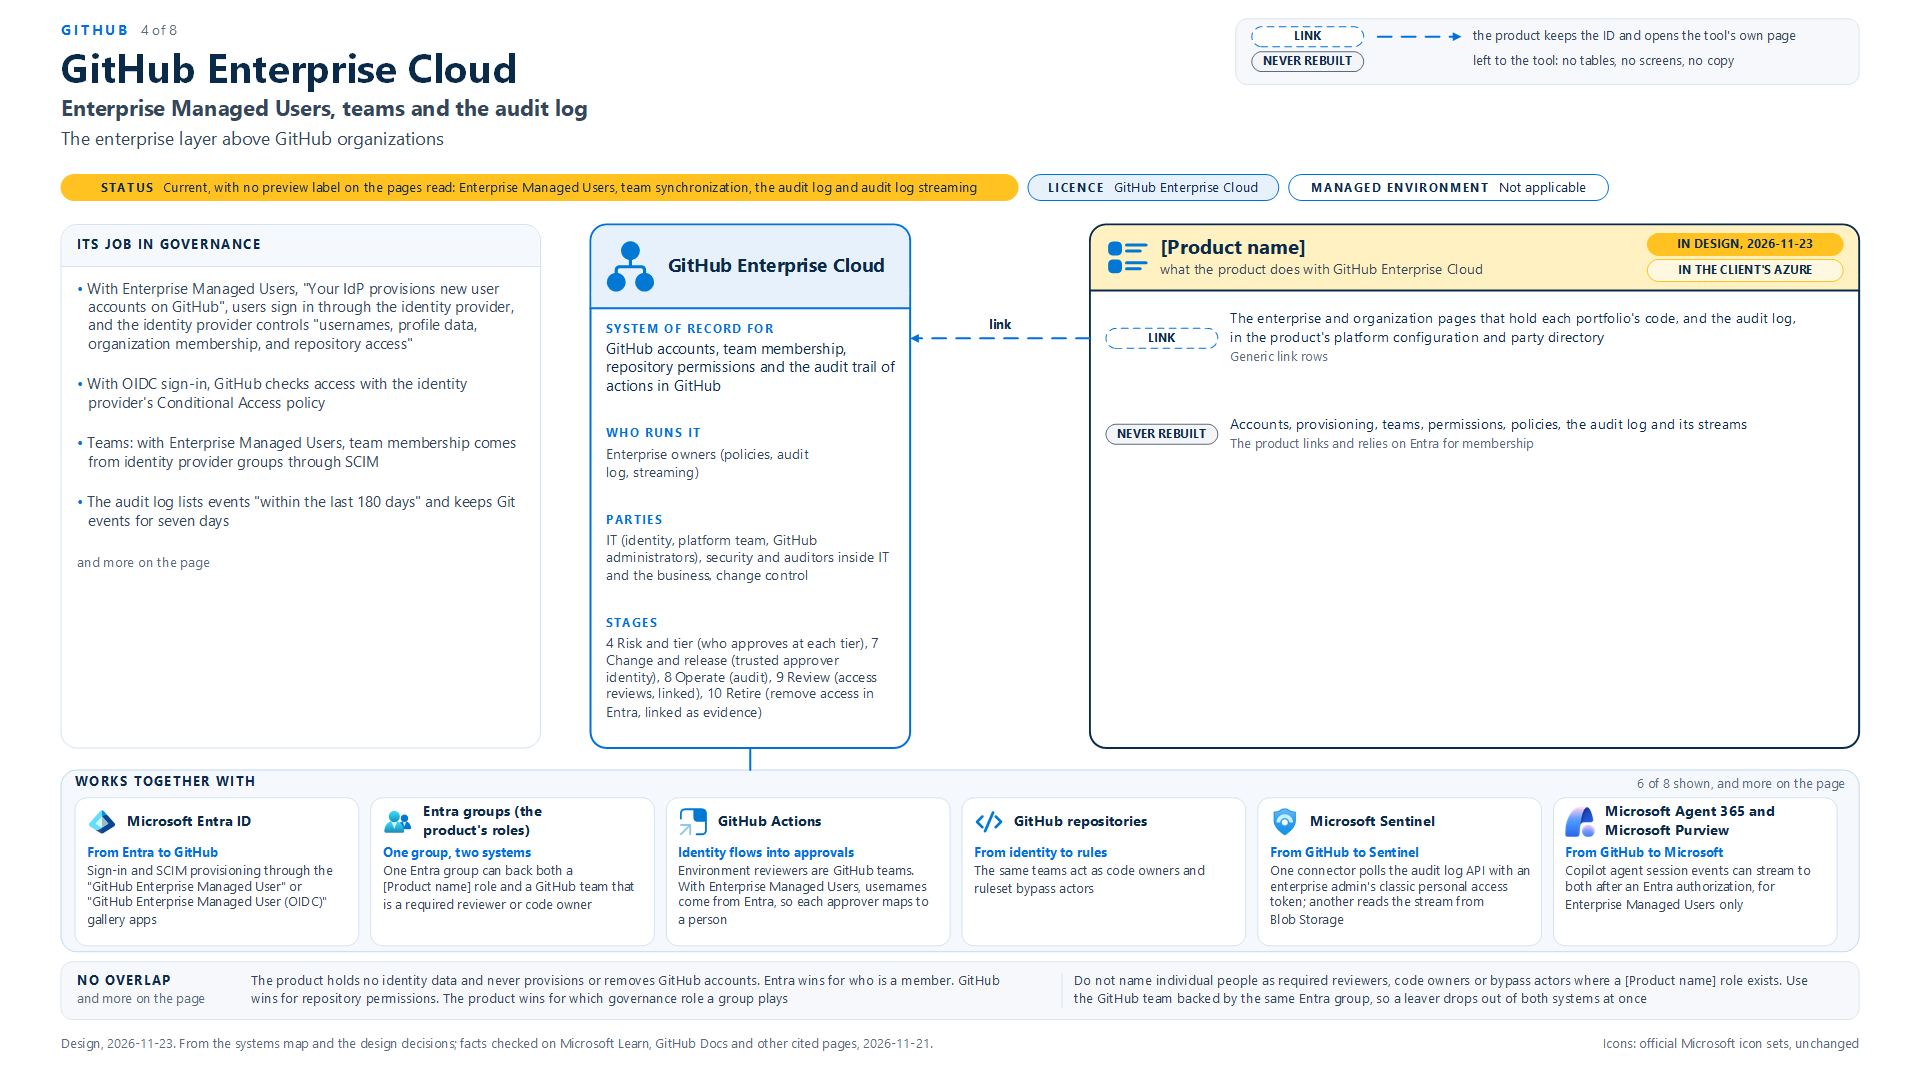 GITHUB 4 of 8
GitHub Enterprise Cloud
Enterprise Managed Users, teams and the audit log
The enterprise layer above GitHub organizations
LINK the product keeps the ID and opens the tool's own page
NEVER REBUILT left to the tool: no tables, no screens, no copy
STATUS Current, with no preview label on the pages read: Enterprise Managed Users, team synchronization, the audit log and audit log streaming
LICENCE GitHub Enterprise Cloud
MANAGED ENVIRONMENT Not applicable
ITS JOB IN GOVERNANCE
• With Enterprise Managed Users, "Your IdP provisions new user
accounts on GitHub", users sign in through the identity provider,
and the identity provider controls "usernames, profile data,
organization membership, and repository access"
• With OIDC sign-in, GitHub checks access with the identity
provider's Conditional Access policy
• Teams: with Enterprise Managed Users, team membership comes
from identity provider groups through SCIM
• The audit log lists events "within the last 180 days" and keeps Git
events for seven days
and more on the page
GitHub Enterprise Cloud
SYSTEM OF RECORD FOR
GitHub accounts, team membership,
repository permissions and the audit trail of
actions in GitHub
WHO RUNS IT
Enterprise owners (policies, audit
log, streaming)
PARTIES
IT (identity, platform team, GitHub
administrators), security and auditors inside IT
and the business, change control
STAGES
4 Risk and tier (who approves at each tier), 7
Change and release (trusted approver
identity), 8 Operate (audit), 9 Review (access
reviews, linked), 10 Retire (remove access in
Entra, linked as evidence)
link
[Product name]
what the product does with GitHub Enterprise Cloud
IN DESIGN, 2026-11-23
IN THE CLIENT'S AZURE
LINK
The enterprise and organization pages that hold each portfolio's code, and the audit log,
in the product's platform configuration and party directory
Generic link rows
NEVER REBUILT
Accounts, provisioning, teams, permissions, policies, the audit log and its streams
The product links and relies on Entra for membership
WORKS TOGETHER WITH
6 of 8 shown, and more on the page
Microsoft Entra ID
From Entra to GitHub
Sign-in and SCIM provisioning through the
"GitHub Enterprise Managed User" or
"GitHub Enterprise Managed User (OIDC)"
gallery apps
Entra groups (the
product's roles)
One group, two systems
One Entra group can back both a
[Product name] role and a GitHub team that
is a required reviewer or code owner
GitHub Actions
Identity flows into approvals
Environment reviewers are GitHub teams.
With Enterprise Managed Users, usernames
come from Entra, so each approver maps to
a person
GitHub repositories
From identity to rules
The same teams act as code owners and
ruleset bypass actors
Microsoft Sentinel
From GitHub to Sentinel
One connector polls the audit log API with an
enterprise admin's classic personal access
token; another reads the stream from
Blob Storage
Microsoft Agent 365 and
Microsoft Purview
From GitHub to Microsoft
Copilot agent session events can stream to
both after an Entra authorization, for
Enterprise Managed Users only
NO OVERLAP
and more on the page
The product holds no identity data and never provisions or removes GitHub accounts. Entra wins for who is a member. GitHub
wins for repository permissions. The product wins for which governance role a group plays
Do not name individual people as required reviewers, code owners or bypass actors where a [Product name] role exists. Use
the GitHub team backed by the same Entra group, so a leaver drops out of both systems at once
Design, 2026-11-23. From the systems map and the design decisions; facts checked on Microsoft Learn, GitHub Docs and other cited pages, 2026-11-21.
Icons: official Microsoft icon sets, unchanged